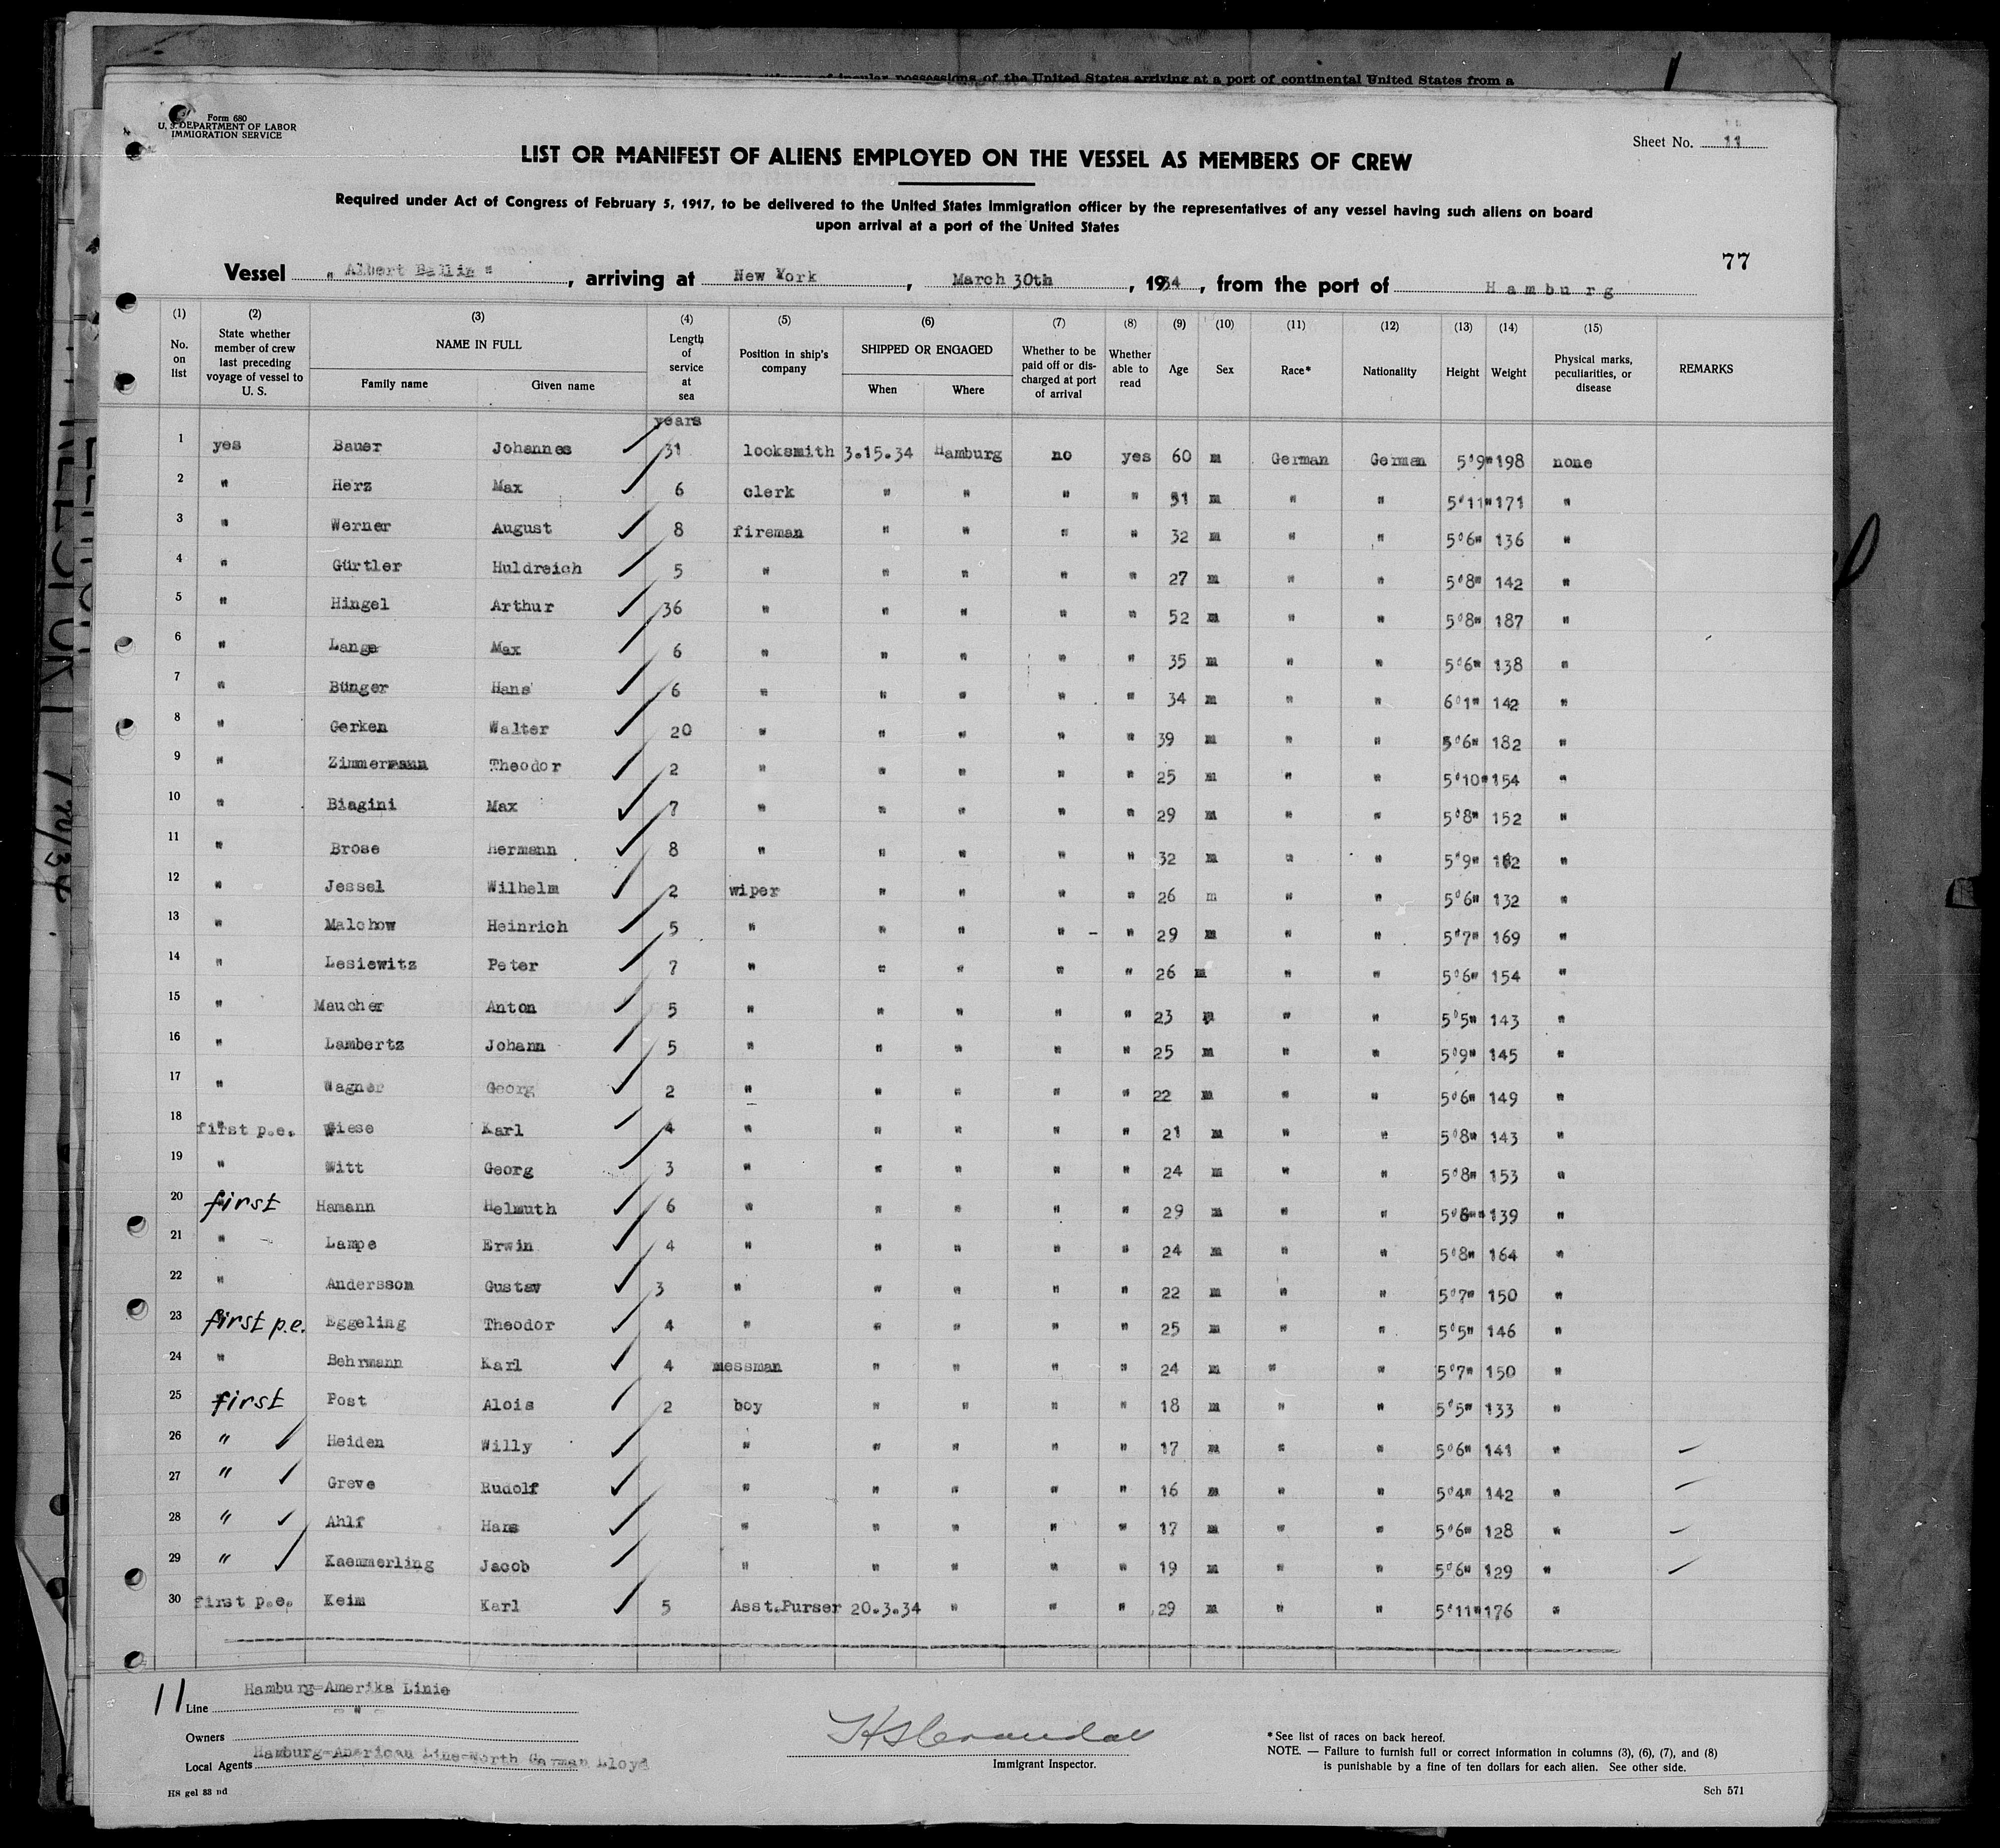 of insular possessions of the United States arriving at a port of continental United States from a
Form 680
U. S. DEPARTMENT OF LABOR
IMMIGRATION SERVICE
Sheet No. 11
LIST OR MANIFEST OF ALIENS EMPLOYED ON THE VESSEL AS MEMBERS OF CREW
Required under Act of Congress of February 5, 1917, to be delivered to the United States immigration officer by the representatives of any vessel having such aliens on board
upon arrival at a port of the United States
77
Vessel "Albert Ballin", arriving at New York, March 30th, 1934, from the port of Hamburg
(1) (2) (3) (4) (5) (6) (7) (8) (9) (10) (11) (12) (13) (14) (15)
No. on list State whether member of crew last preceding voyage of vessel to U. S. NAME IN FULL Family name Given name Length of service at sea Position in ship's company SHIPPED OR ENGAGED When Where Whether to be paid off or discharged at port of arrival Whether able to read Age Sex Race* Nationality Height Weight Physical marks, peculiarities, or disease REMARKS
years
1 yes Bauer Johannes 31 locksmith 3.15.34 Hamburg no yes 60 m German German 5'9" 198 none
2 " Herz Max 6 clerk " " " " 31 m " " 5'11" 171 "
3 " Werner August 8 fireman " " " " 32 m " " 5'6" 136 "
4 " Gürtler Huldreich 5 " " " " " 27 m " " 5'8" 142 "
5 " Hingel Arthur 36 " " " " " 52 m " " 5'8" 187 "
6 " Lange Max 6 " " " " " 35 m " " 5'6" 138 "
7 " Bünger Hans 6 " " " " " 34 m " " 6'1" 142 "
8 " Gerken Walter 20 " " " " " 39 m " " 5'6" 182 "
9 " Zimmermann Theodor 2 " " " " " 25 m " " 5'10" 154 "
10 " Biagini Max 7 " " " " " 29 m " " 5'8" 152 "
11 " Brose Hermann 8 " " " " " 32 m " " 5'9" "
12 " Jessel Wilhelm 2 wiper " " " " 26 m " " 5'6" 132 "
13 " Malchow Heinrich 5 " " " " " 29 m " " 5'7" 169 "
14 " Lesiewitz Peter 7 " " " " " 26 m " " 5'6" 154 "
15 " Maucher Anton 5 " " " " " 23 m " " 5'5" 143 "
16 " Lambertz Johann 5 " " " " " 25 m " " 5'9" 145 "
17 " Wagner Georg 2 " " " " " 22 m " " 5'6" 149 "
18 first p.e. Wiese Karl 4 " " " " " 21 m " " 5'8" 143 "
19 " Witt Georg 3 " " " " " 24 m " " 5'8" 153 "
20 first Hamann Helmuth 6 " " " " " 29 m " " 139 "
21 " Lampe Erwin 4 " " " " " 24 m " " 5'8" 164 "
22 " Andersson Gustav 3 " " " " " 22 m " " 5'7" 150 "
23 first p.e. Eggeling Theodor 4 " " " " " 25 m " " 5'5" 146 "
24 " Behrmann Karl 4 messman " " " " 24 m " " 5'7" 150 "
25 first Post Alois 2 boy " " " " 18 m " " 5'5" 133 "
26 " Heiden Willy " " " " " 17 m " " 5'6" 141 "
27 " Greve Rudolf " " " " " 16 m " " 5'4" 142 "
28 " Ahlf Hans " " " " " 17 m " " 5'6" 128 "
29 " Kaemmerling Jacob " " " " " 19 m " " 5'6" 129 "
30 first p.e. Keim Karl 5 Asst.Purser 20.3.34 " " " 29 m " " 5'11" 176 "
11
Line Hamburg-Amerika Linie
Owners - " -
Local Agents Hamburg-American Line-North German Lloyd
Immigrant Inspector.
*See list of races on back hereof.
NOTE. — Failure to furnish full or correct information in columns (3), (6), (7), and (8)
is punishable by a fine of ten dollars for each alien. See other side.
HS gel 33 nd
Sch 571